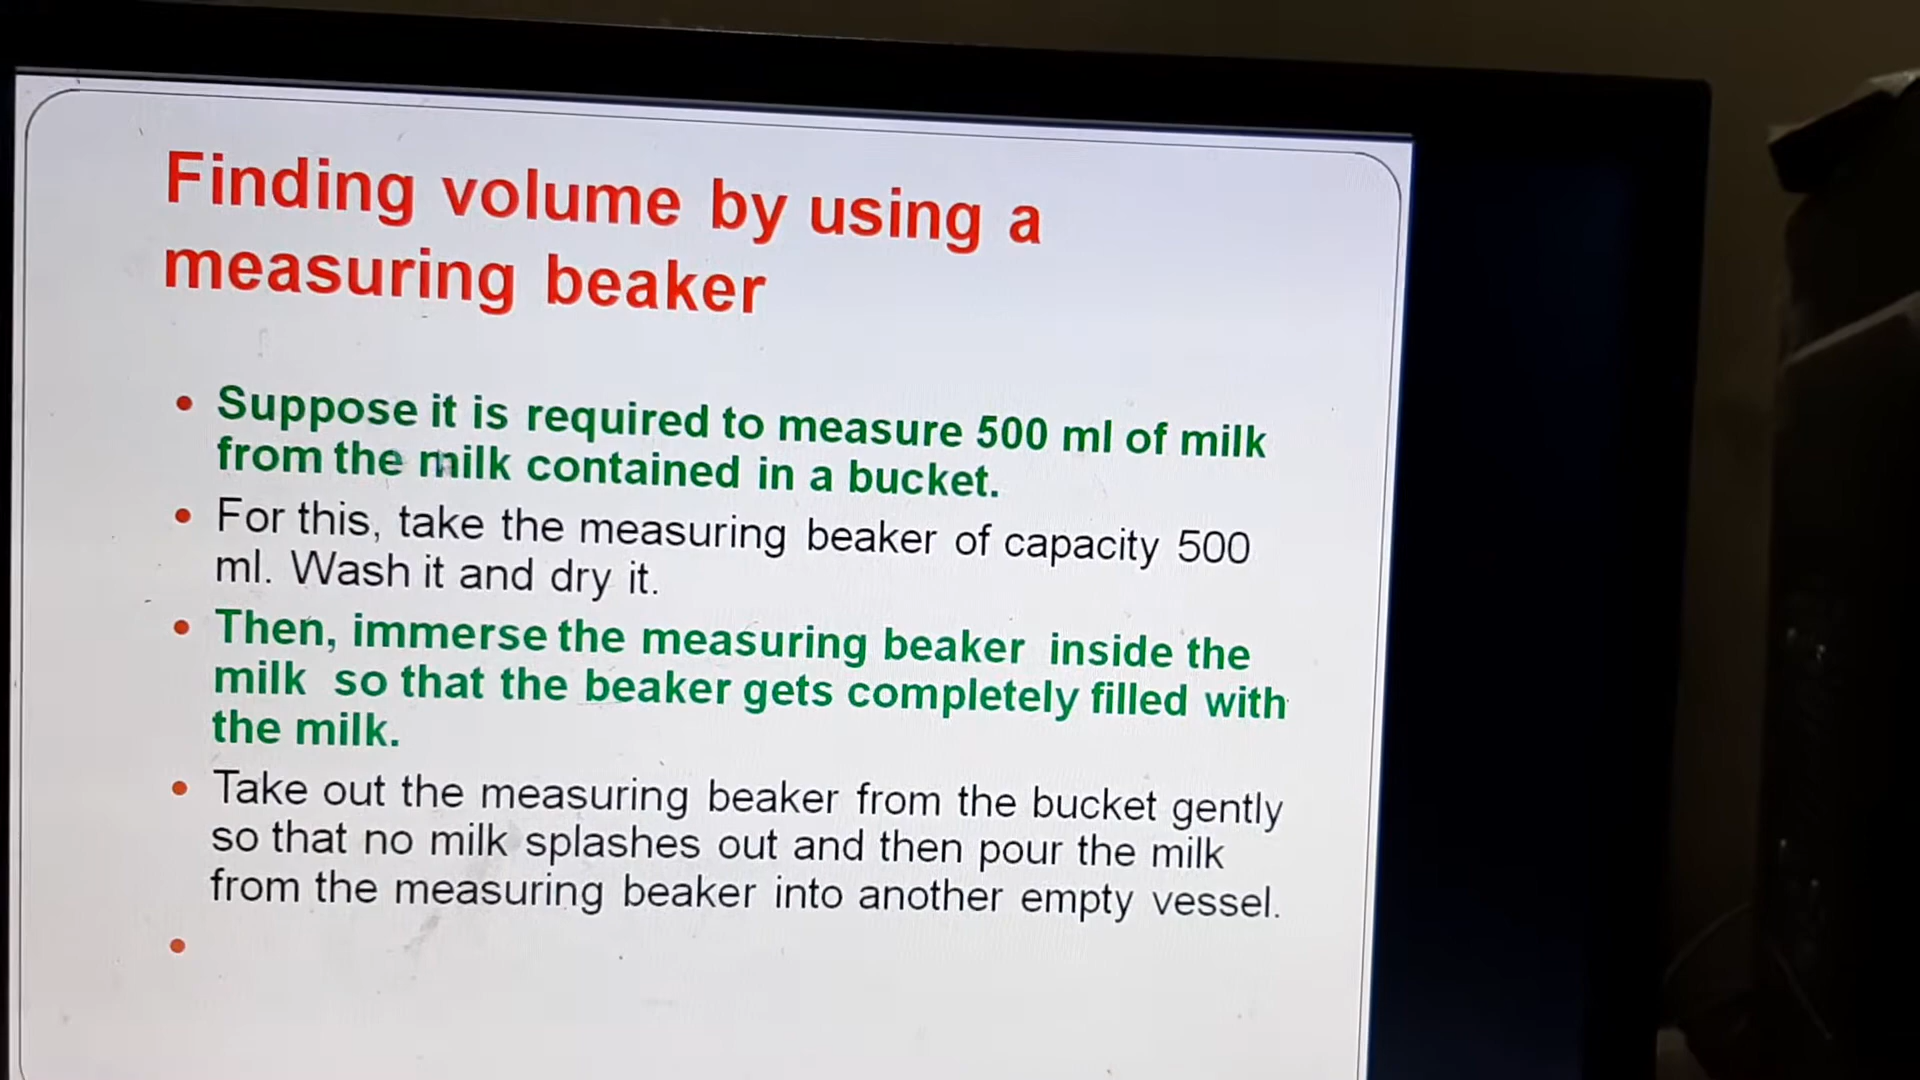 Finding volume by using a
measuring beaker
• Suppose it is required to measure 500 ml of milk
from the milk contained in a bucket.
• For this, take the measuring beaker of capacity 500
ml. Wash it and dry it.
• Then, immerse the measuring beaker inside the
milk so that the beaker gets completely filled with
the milk.
• Take out the measuring beaker from the bucket gently
so that no milk splashes out and then pour the milk
from the measuring beaker into another empty vessel.
•